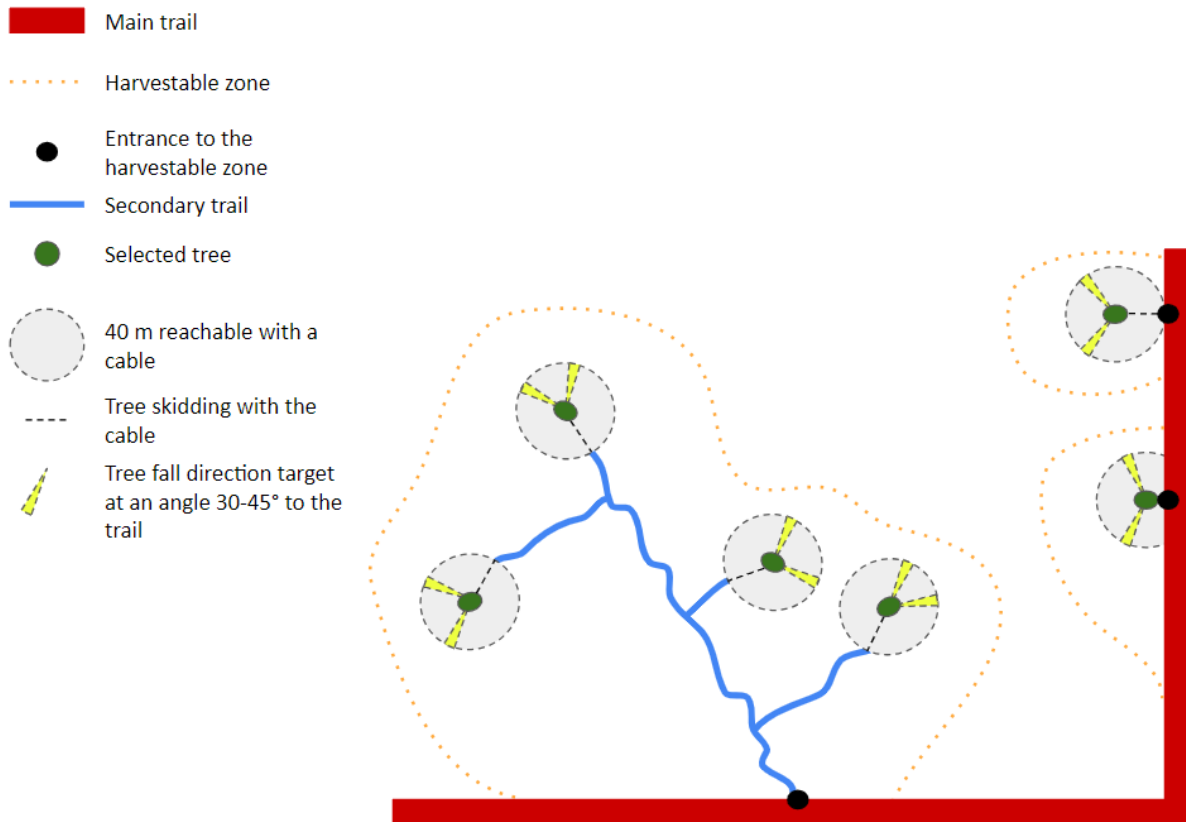 Main trail
Harvestable zone
Entrance to the
harvestable zone
Secondary trail
Selected tree
40 m reachable with a
cable
Tree skidding with the
cable
Tree fall direction target
at an angle 30-45° to the
trail